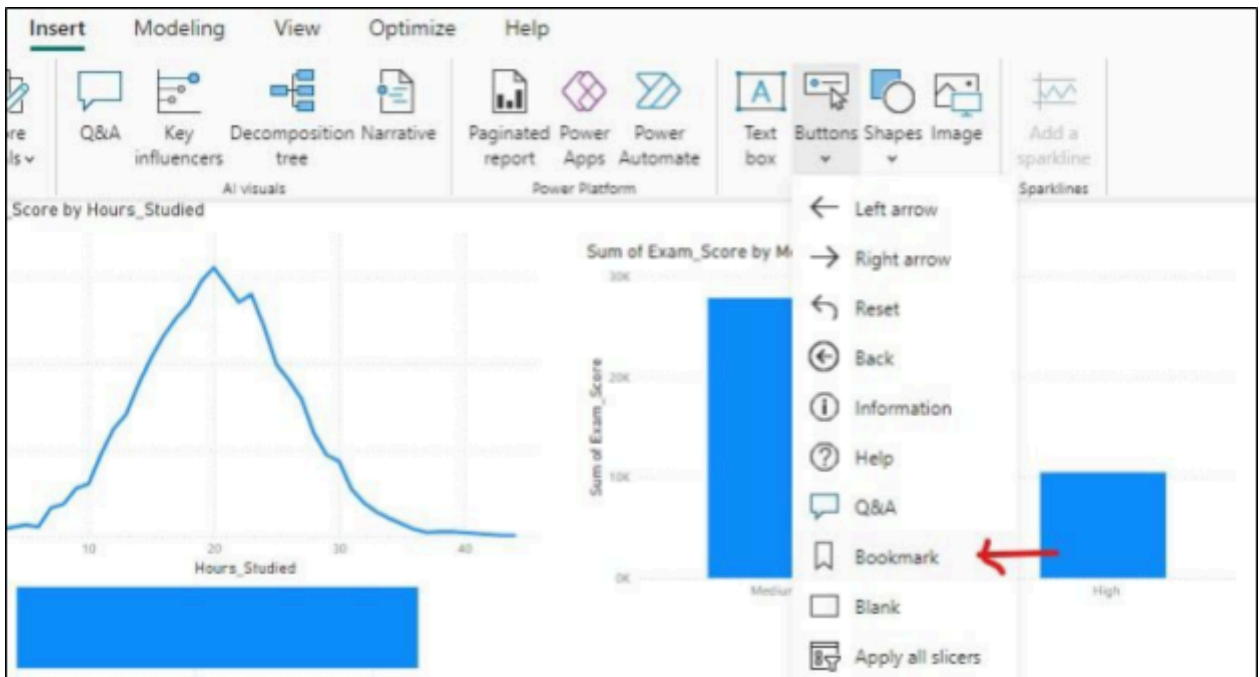 Insert Modeling View Optimize Help
Q&A Key influencers Decomposition tree Narrative
AI visuals
Paginated report Power Apps Power Automate
Power Platform
Text box Buttons Shapes Image
Add a sparkline
Sparklines
Score by Hours_Studied
10 20 30 40
Hours_Studied
Sum of Exam_Score by
Sum of Exam_Score
30K
20K
10K
0K
High
Left arrow
Right arrow
Reset
Back
Information
Help
Q&A
Bookmark
Blank
Apply all slicers